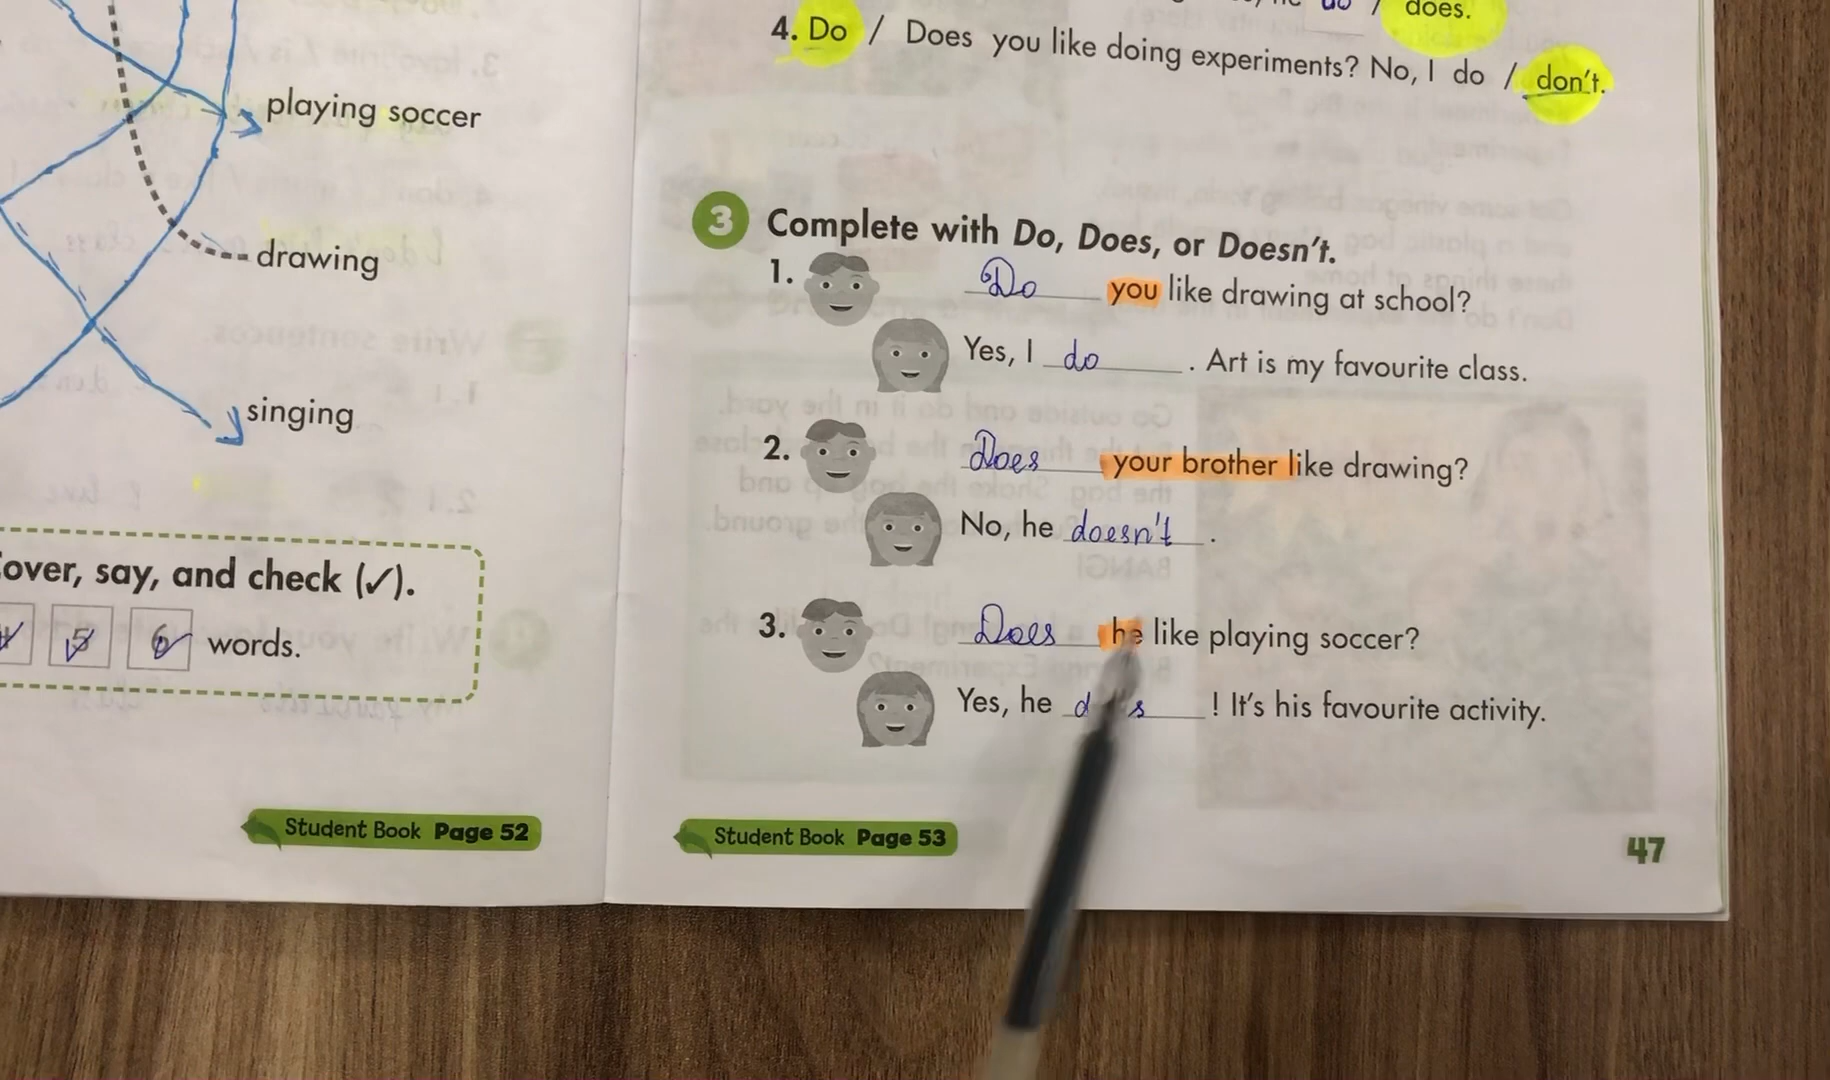 does.
4. Do / Does you like doing experiments? No, I do / don't.
playing soccer
drawing
singing
over, say, and check (✓).
5 6 words.
Student Book Page 52
3 Complete with Do, Does, or Doesn't.
1. Do you like drawing at school?
Yes, I do. Art is my favourite class.
2. Does your brother like drawing?
No, he doesn't.
3. Does he like playing soccer?
Yes, he d s! It's his favourite activity.
Student Book Page 53
47